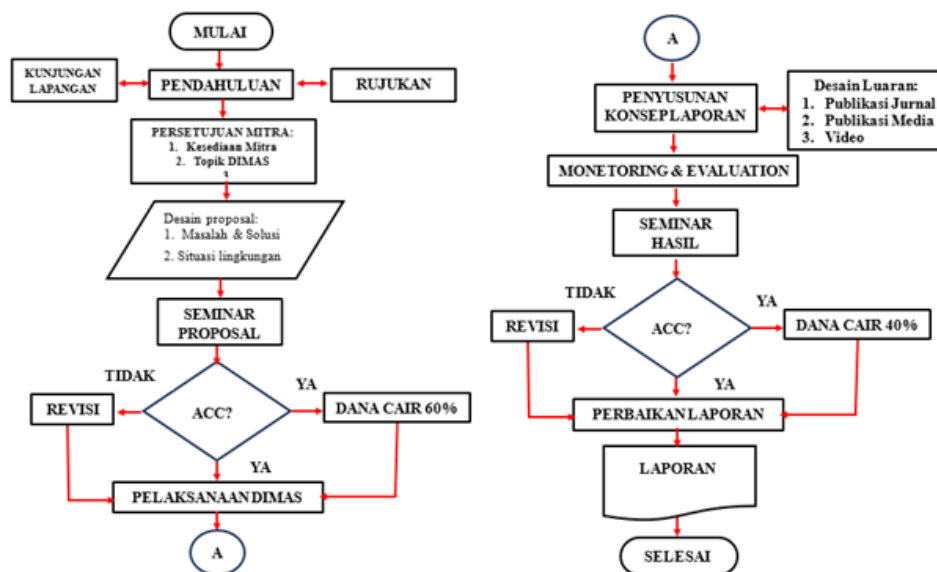 MULAI
KUNJUNGAN
LAPANGAN
PENDAHULUAN
RUJUKAN
PERSETUJUAN MITRA:
1. Kesediaan Mitra
2. Topik DIMAS
Desain proposal:
1. Masalah & Solusi
2. Situasi lingkungan
SEMINAR
PROPOSAL
TIDAK
YA
REVISI
ACC?
DANA CAIR 60%
YA
PELAKSANAAN DIMAS
A
A
PENYUSUNAN
KONSEP LAPORAN
Desain Luaran:
1. Publikasi Jurnal
2. Publikasi Media
3. Video
MONETORING & EVALUATION
SEMINAR
HASIL
TIDAK
YA
REVISI
ACC?
DANA CAIR 40%
YA
PERBAIKAN LAPORAN
LAPORAN
SELESAI